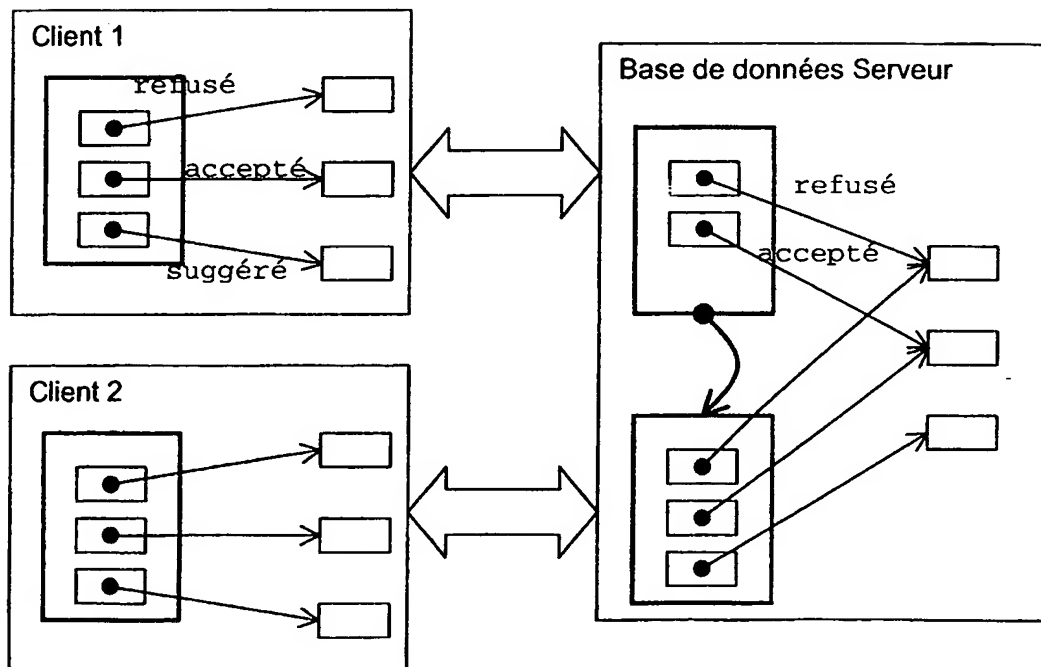 Client 1
refusé
accepté
suggéré
Client 2
Base de données Serveur
refusé
accepté